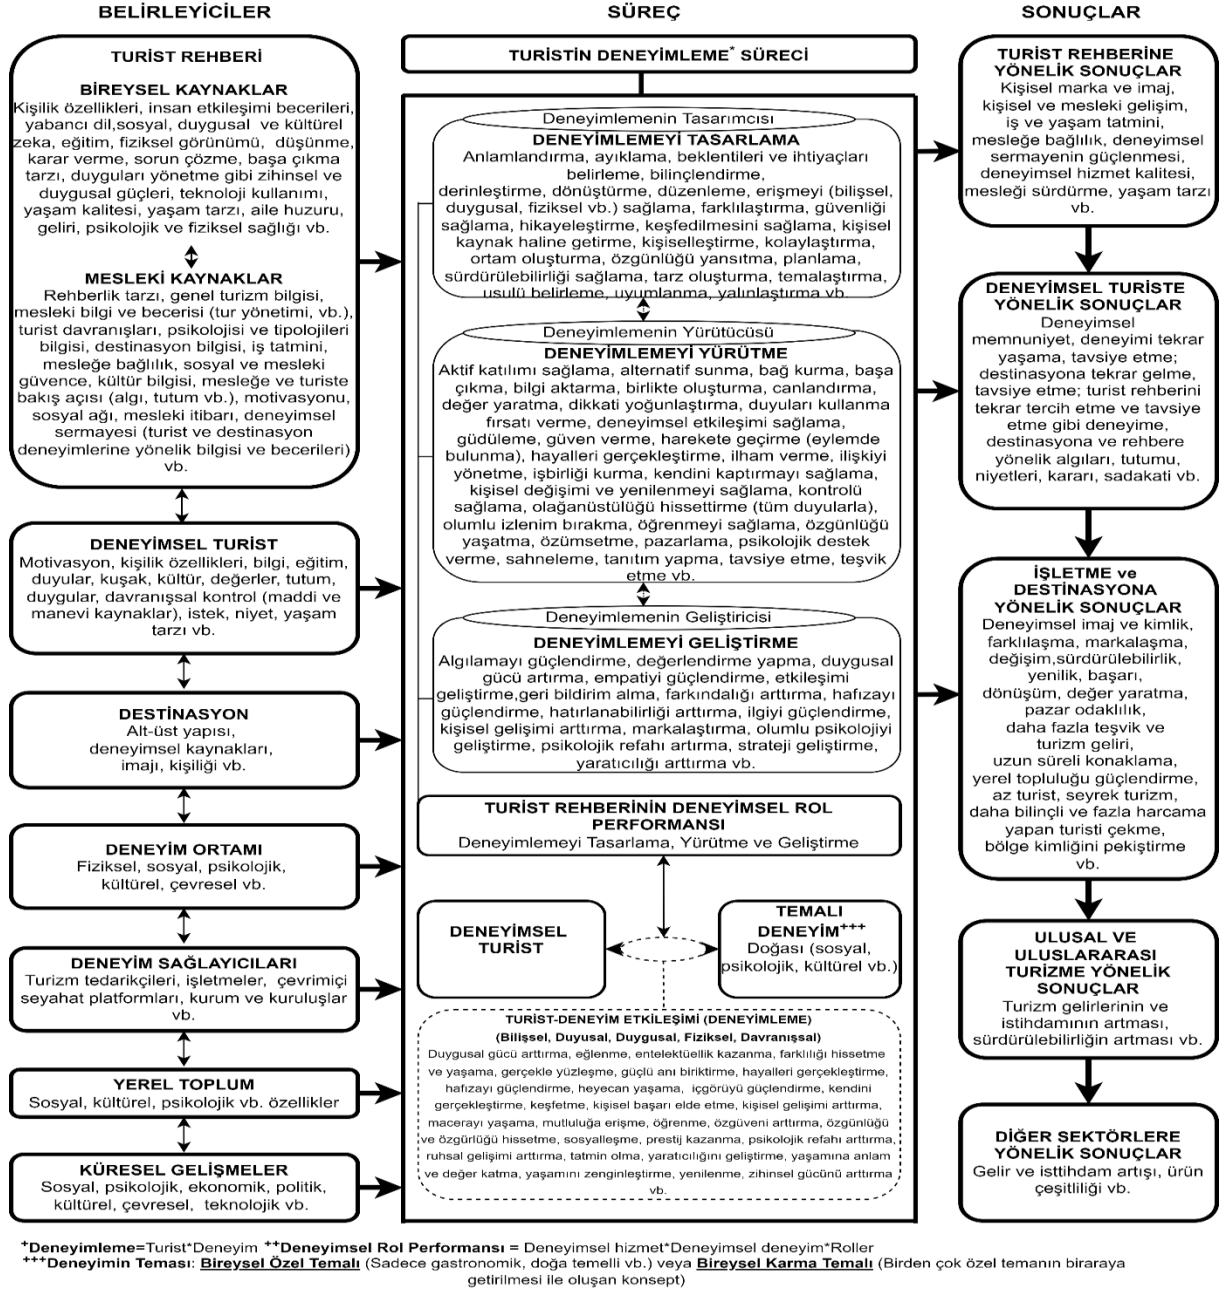 BELİRLEYİCİLER
TURİST REHBERİ
BİREYSEL KAYNAKLAR
Kişilik özellikleri, insan etkileşimi becerileri,
yabancı dil,sosyal, duygusal ve kültürel
zeka, eğitim, fiziksel görünümü, düşünme,
karar verme, sorun çözme, başa çıkma
tarzı, duyguları yönetme gibi zihinsel ve
duygusal güçleri, teknoloji kullanımı,
yaşam kalitesi, yaşam tarzı, aile huzuru,
geliri, psikolojik ve fiziksel sağlığı vb.
MESLEKİ KAYNAKLAR
Rehberlik tarzı, genel turizm bilgisi,
mesleki bilgi ve becerisi (tur yönetimi, vb.),
turist davranışları, psikolojisi ve tipolojileri
bilgisi, destinasyon bilgisi, iş tatmini,
mesleğe bağlılık, sosyal ve mesleki
güvence, kültür bilgisi, mesleğe ve turiste
bakış açısı (algı, tutum vb.), motivasyonu,
sosyal ağı, mesleki itibarı, deneyimsel
sermayesi (turist ve destinasyon
deneyimlerine yönelik bilgisi ve becerileri)
vb.
DENEYİMSEL TURİST
Motivasyon, kişilik özellikleri, bilgi, eğitim,
duyular, kuşak, kültür, değerler, tutum,
duygular, davranışsal kontrol (maddi ve
manevi kaynaklar), istek, niyet, yaşam
tarzı vb.
DESTİNASYON
Alt-üst yapısı,
deneyimsel kaynakları,
imajı, kişiliği vb.
DENEYİM ORTAMI
Fiziksel, sosyal, psikolojik,
kültürel, çevresel vb.
DENEYİM SAĞLAYICILARI
Turizm tedarikçileri, işletmeler, çevrimiçi
seyahat platformları, kurum ve kuruluşlar
vb.
YEREL TOPLUM
Sosyal, kültürel, psikolojik vb. özellikler
KÜRESEL GELİŞMELER
Sosyal, psikolojik, ekonomik, politik,
kültürel, çevresel, teknolojik vb.
SÜREÇ
TURİSTİN DENEYİMLEME* SÜRECİ
Deneyimlemenin Tasarımcısı
DENEYİMLEMEYİ TASARLAMA
Anlamlandırma, ayıklama, beklentileri ve ihtiyaçları
belirleme, bilinçlendirme,
derinleştirme, dönüştürme, düzenleme, erişmeyi (bilişsel,
duygusal, fiziksel vb.) sağlama, farklılaştırma, güvenliği
sağlama, hikayeleştirme, keşfedilmesini sağlama, kişisel
kaynak haline getirme, kişiselleştirme, kolaylaştırma,
ortam oluşturma, özgünlüğü yansıtma, planlama,
sürdürülebilirliği sağlama, tarz oluşturma, temalaştırma,
usulü belirleme, uyumlanma, yalınlaştırma vb.
Deneyimlemenin Yürütücüsü
DENEYİMLEMEYİ YÜRÜTME
Aktif katılımı sağlama, alternatif sunma, bağ kurma, başa
çıkma, bilgi aktarma, birlikte oluşturma, canlandırma,
değer yaratma, dikkati yoğunlaştırma, duyuları kullanma
fırsatı verme, deneyimsel etkileşimi sağlama,
güdüleme, güven verme, harekete geçirme (eylemde
bulunma), hayalleri gerçekleştirme, ilham verme, ilişkiyi
yönetme, işbirliği kurma, kendini kaptırmayı sağlama,
kişisel değişimi ve yenilenmeyi sağlama, kontrolü
sağlama, olağanüstülüğü hissettirme (tüm duyularla),
olumlu izlenim bırakma, öğrenmeyi sağlama, özgünlüğü
yaşatma, özümsetme, pazarlama, psikolojik destek
verme, sahneleme, tanıtım yapma, tavsiye etme, teşvik
etme vb.
Deneyimlemenin Geliştiricisi
DENEYİMLEMEYİ GELİŞTİRME
Algılamayı güçlendirme, değerlendirme yapma, duygusal
gücü artırma, empatiyi güçlendirme, etkileşimi
geliştirme,geri bildirim alma, farkındalığı arttırma, hafızayı
güçlendirme, hatırlanabilirliği arttırma, ilgiyi güçlendirme,
kişisel gelişimi arttırma, markalaştırma, olumlu psikolojiyi
geliştirme, psikolojik refahı artırma, strateji geliştirme,
yaratıcılığı arttırma vb.
TURİST REHBERİNİN DENEYİMSEL ROL
PERFORMANSI
Deneyimlemeyi Tasarlama, Yürütme ve Geliştirme
DENEYİMSEL
TURİST
TEMALI
DENEYİM+++
Doğası (sosyal,
psikolojik, kültürel vb.)
TURİST-DENEYİM ETKİLEŞİMİ (DENEYİMLEME)
(Bilişsel, Duyusal, Duygusal, Fiziksel, Davranışsal)
Duygusal gücü arttırma, eğlenme, entelektüellik kazanma, farklılığı hissetme
ve yaşama, gerçekle yüzleşme, güçlü anı biriktirme, hayalleri gerçekleştirme,
hafızayı güçlendirme, heyecan yaşama, içgörüyü güçlendirme, kendini
gerçekleştirme, keşfetme, kişisel başarı elde etme, kişisel gelişimi arttırma,
macerayı yaşama, mutluluğa erişme, öğrenme, özgüveni arttırma, özgünlüğü
ve özgürlüğü hissetme, sosyalleşme, prestij kazanma, psikolojik refahı arttırma,
ruhsal gelişimi arttırma, tatmin olma, yaratıcılığını geliştirme, yaşamına anlam
ve değer katma, yaşamını zenginleştirme, yenilenme, zihinsel gücünü arttırma
vb.
SONUÇLAR
TURİST REHBERİNE
YÖNELİK SONUÇLAR
Kişisel marka ve imaj,
kişisel ve mesleki gelişim,
iş ve yaşam tatmini,
mesleğe bağlılık, deneyimsel
sermayenin güçlenmesi,
deneyimsel hizmet kalitesi,
mesleği sürdürme, yaşam tarzı
vb.
DENEYİMSEL TURİSTE
YÖNELİK SONUÇLAR
Deneyimsel
memnuniyet, deneyimi tekrar
yaşama, tavsiye etme;
destinasyona tekrar gelme,
tavsiye etme; turist rehberini
tekrar tercih etme ve tavsiye
etme gibi deneyime,
destinasyona ve rehbere
yönelik algıları, tutumu,
niyetleri, kararı, sadakati vb.
İŞLETME ve
DESTİNASYONA
YÖNELİK SONUÇLAR
Deneyimsel imaj ve kimlik,
farklılaşma, markalaşma,
değişim,sürdürülebilirlik,
yenilik, başarı,
dönüşüm, değer yaratma,
pazar odaklılık,
daha fazla teşvik ve
turizm geliri,
uzun süreli konaklama,
yerel topluluğu güçlendirme,
az turist, seyrek turizm,
daha bilinçli ve fazla harcama
yapan turisti çekme,
bölge kimliğini pekiştirme
vb.
ULUSAL VE
ULUSLARARASI
TURİZME YÖNELİK
SONUÇLAR
Turizm gelirlerinin ve
istihdamının artması,
sürdürülebilirliğin artması vb.
DİĞER SEKTÖRLERE
YÖNELİK SONUÇLAR
Gelir ve isttihdam artışı, ürün
çeşitliliği vb.
+Deneyimleme=Turist*Deneyim ++Deneyimsel Rol Performansı = Deneyimsel hizmet*Deneyimsel deneyim*Roller
+++Deneyimin Teması: Bireysel Özel Temalı (Sadece gastronomik, doğa temelli vb.) veya Bireysel Karma Temalı (Birden çok özel temanın biraraya
getirilmesi ile oluşan konsept)